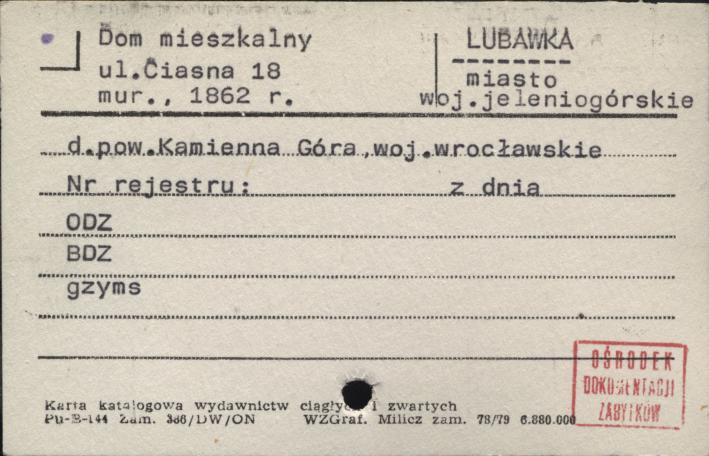 Dom mieszkalny
ul.Ciasna 18
mur., 1862 r.
LUBAWKA
miasto
woj.jeleniogórskie
d.pow.Kamienna Góra,woj.wrocławskie
Nr rejestru: z dnia
ODZ
BDZ
gzyms
OŚRODEK
DOKUMENTACJI
ZABYTKÓW
Karta katalogowa wydawnictw ciągłych i zwartych
Pu-B-144 Zam. 386/DW/ON WZGraf. Milicz zam. 78/79 6.880.000